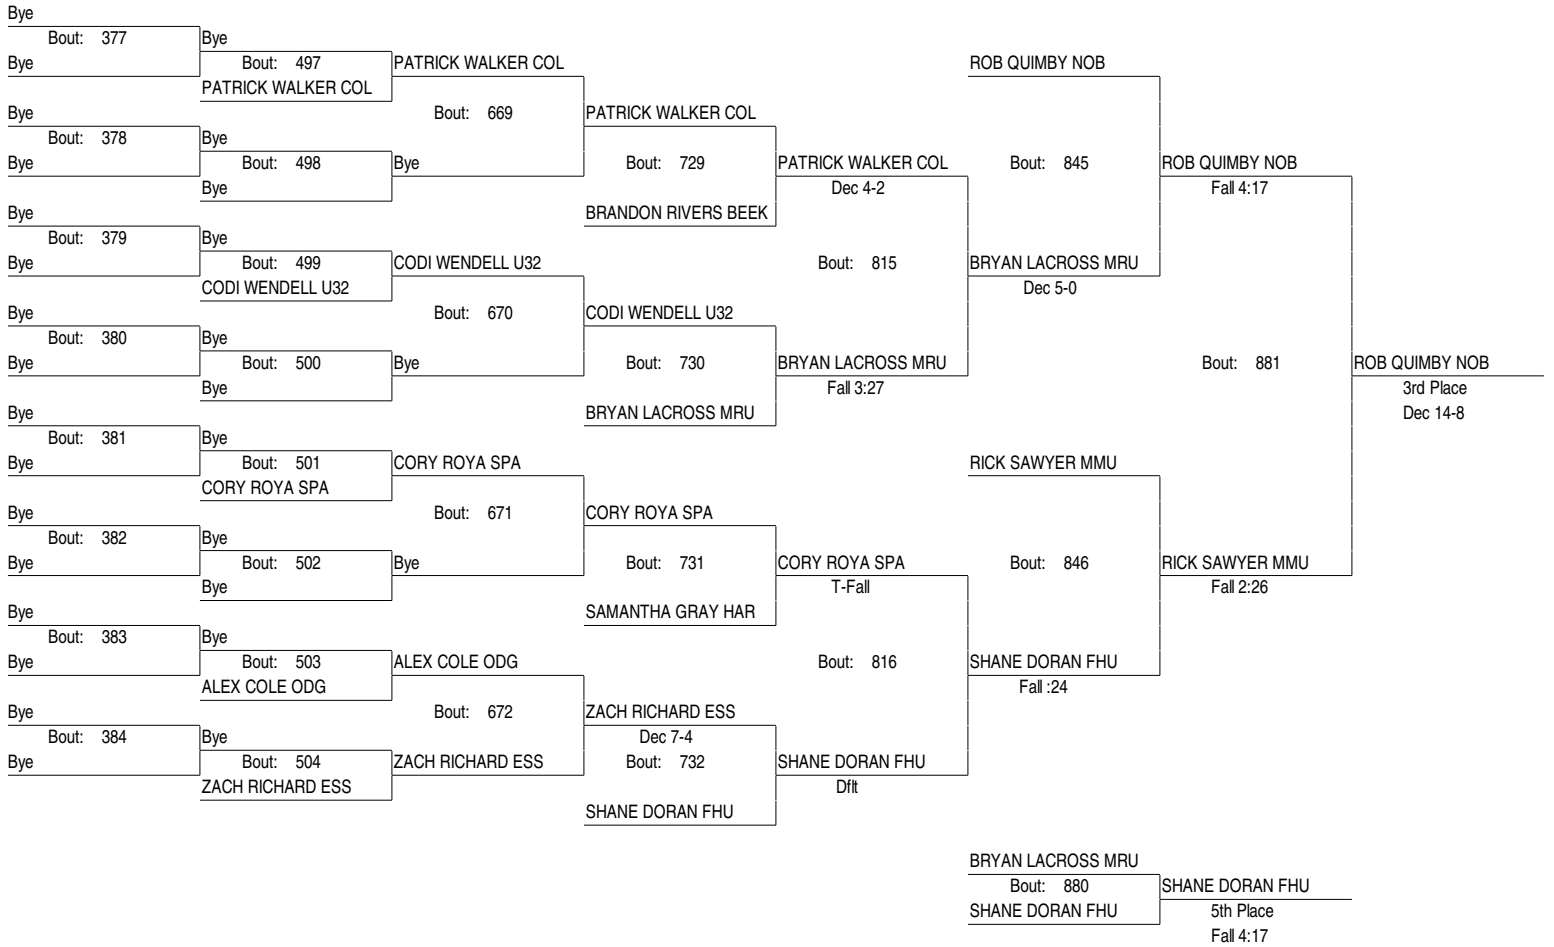 Bye
Bout: 377 Bye
Bye Bout: 497 PATRICK WALKER COL ROB QUIMBY NOB
PATRICK WALKER COL
Bye Bout: 669 PATRICK WALKER COL
Bout: 378 Bye
Bye Bout: 498 Bye Bout: 729 PATRICK WALKER COL Bout: 845 ROB QUIMBY NOB
Bye Dec 4-2 Fall 4:17
Bye BRANDON RIVERS BEEK
Bout: 379 Bye
Bye Bout: 499 CODI WENDELL U32 Bout: 815 BRYAN LACROSS MRU
CODI WENDELL U32 Dec 5-0
Bye Bout: 670 CODI WENDELL U32
Bout: 380 Bye
Bye Bout: 500 Bye Bout: 730 BRYAN LACROSS MRU Bout: 881 ROB QUIMBY NOB
Bye Fall 3:27 3rd Place
Bye BRYAN LACROSS MRU Dec 14-8
Bout: 381 Bye
Bye Bout: 501 CORY ROYA SPA RICK SAWYER MMU
CORY ROYA SPA
Bye Bout: 671 CORY ROYA SPA
Bout: 382 Bye
Bye Bout: 502 Bye Bout: 731 CORY ROYA SPA Bout: 846 RICK SAWYER MMU
Bye T-Fall Fall 2:26
Bye SAMANTHA GRAY HAR
Bout: 383 Bye
Bye Bout: 503 ALEX COLE ODG Bout: 816 SHANE DORAN FHU
ALEX COLE ODG Fall :24
Bye Bout: 672 ZACH RICHARD ESS
Bout: 384 Bye Dec 7-4
Bye Bout: 504 ZACH RICHARD ESS Bout: 732 SHANE DORAN FHU
ZACH RICHARD ESS Dflt
SHANE DORAN FHU
BRYAN LACROSS MRU
Bout: 880 SHANE DORAN FHU
SHANE DORAN FHU 5th Place
Fall 4:17